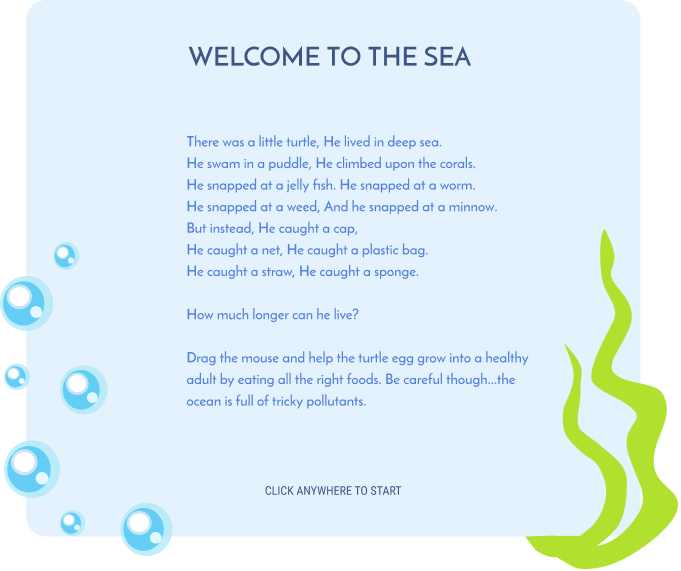 WELCOME TO THE SEA
There was a little turtle, He lived in deep sea.
He swam in a puddle, He climbed upon the corals.
He snapped at a jelly fish. He snapped at a worm.
He snapped at a weed, And he snapped at a minnow.
But instead, He caught a cap,
He caught a net, He caught a plastic bag.
He caught a straw, He caught a sponge.
How much longer can he live?
Drag the mouse and help the turtle egg grow into a healthy
adult by eating all the right foods. Be careful though...the
ocean is full of tricky pollutants.
CLICK ANYWHERE TO START